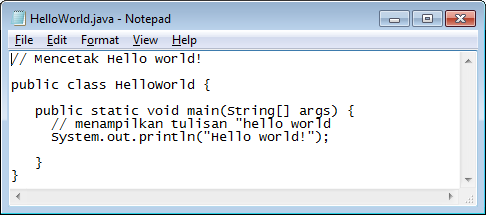 HelloWorld.java - Notepad
File Edit Format View Help
// Mencetak Hello world!
public class HelloWorld {
public static void main(String[] args) {
// menampilkan tulisan "hello world
System.out.println("Hello world!");
}
}